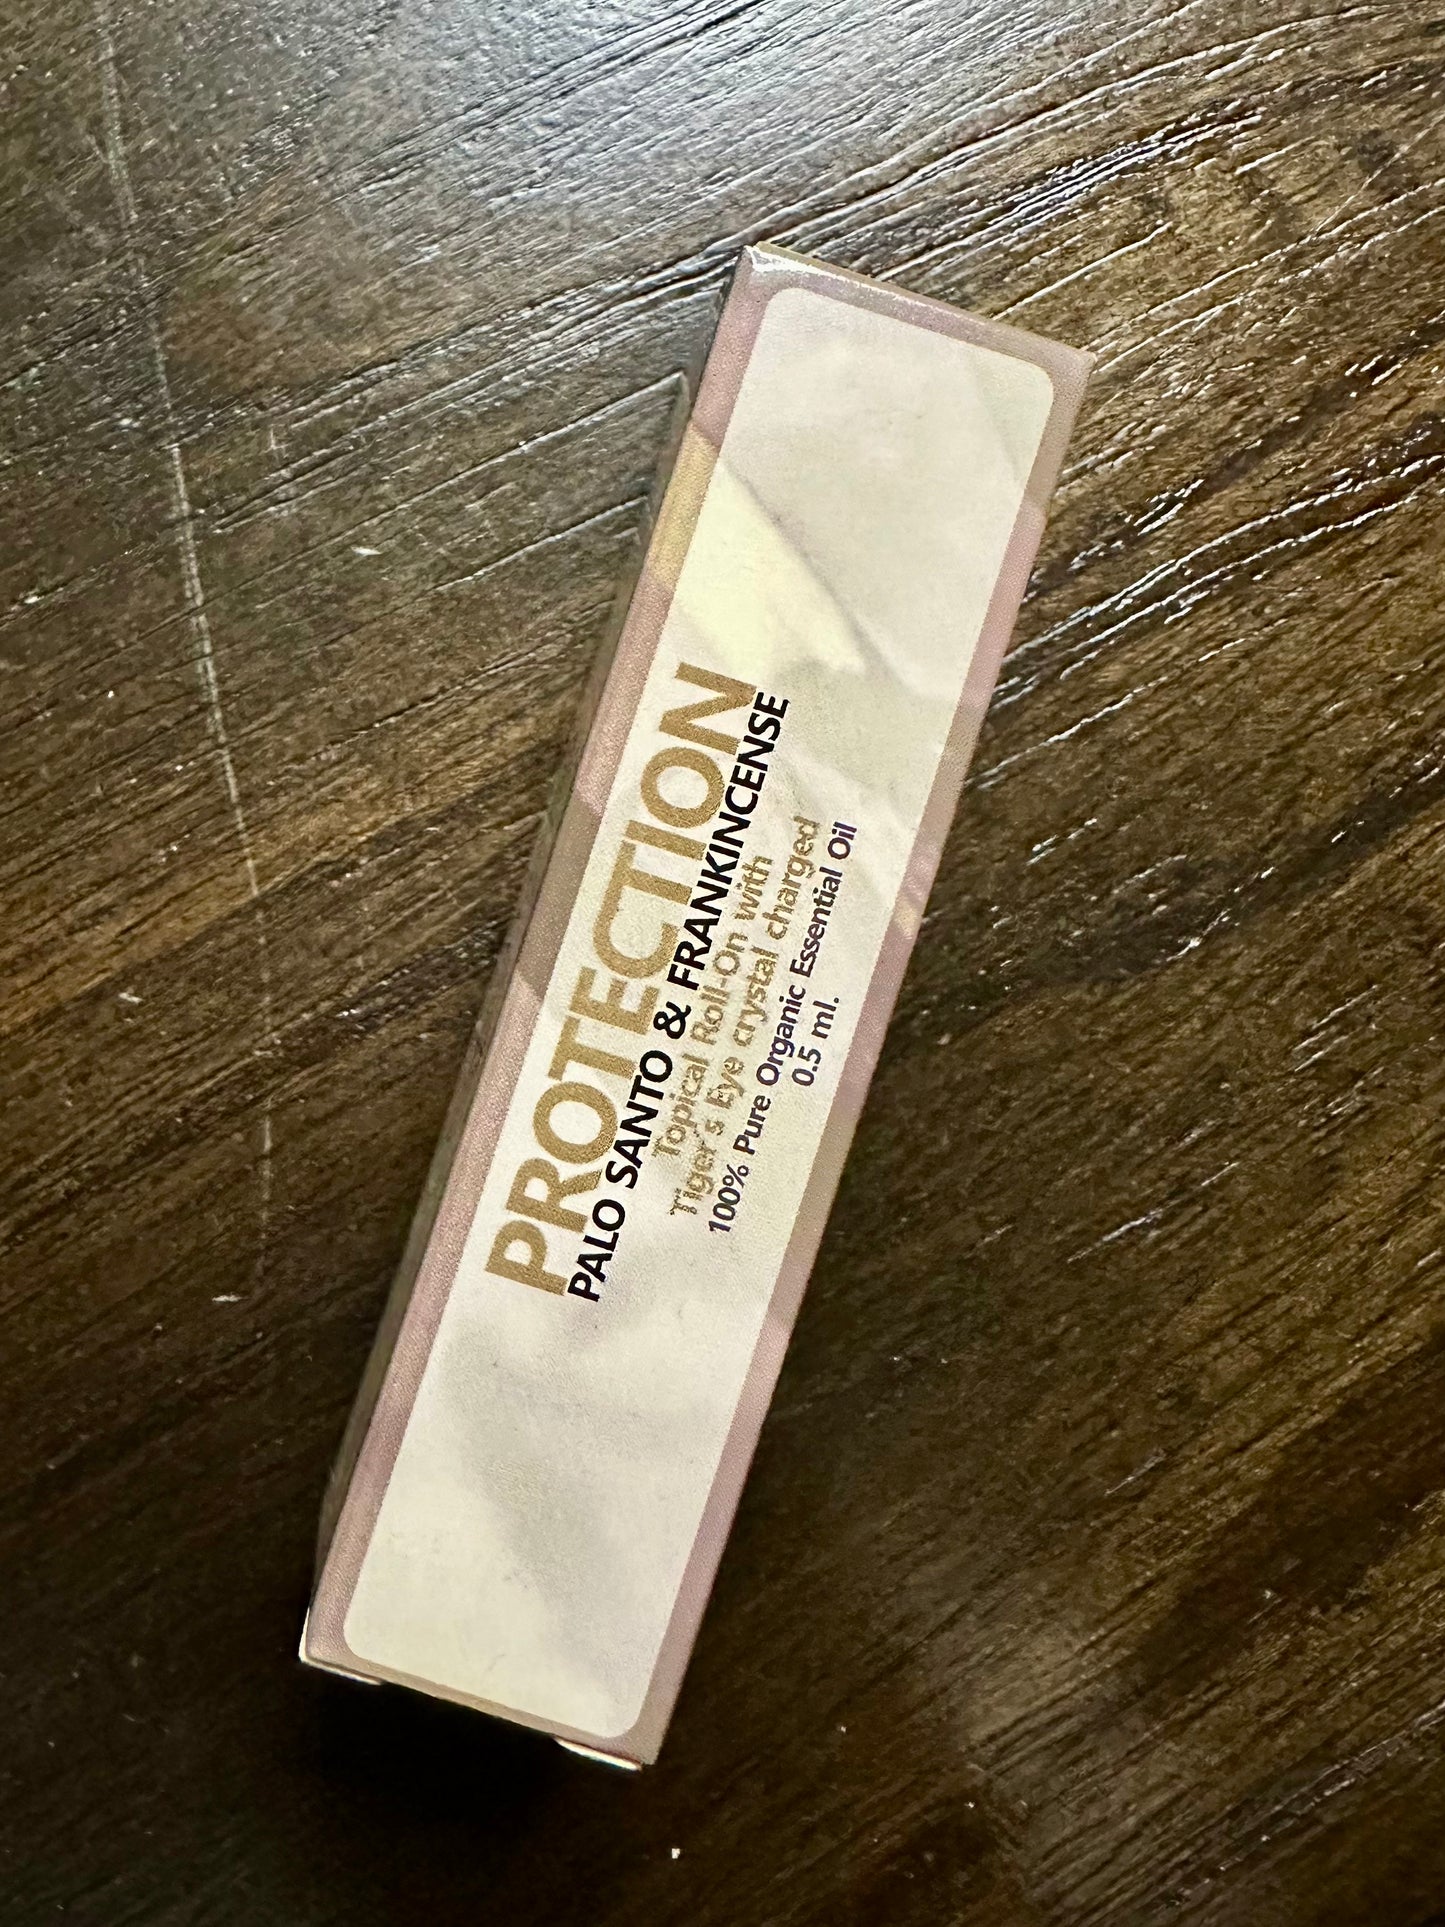 PROTECTION
PALO SANTO & FRANKINCENSE
Topical Roll-On with
Tiger's Eye crystal charged
100% Pure Organic Essential Oil
0.5 ml.